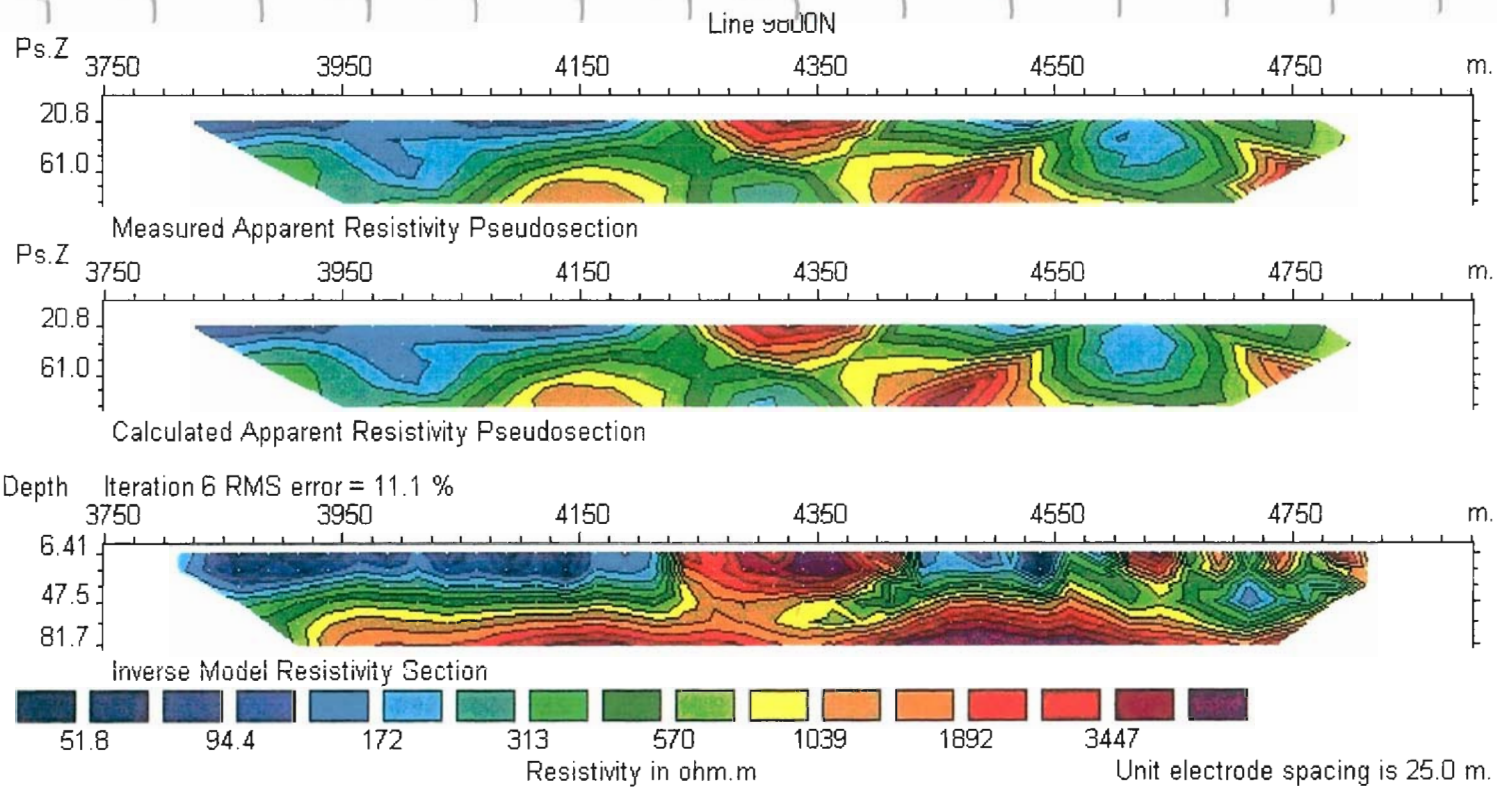 Line 9800N
Ps.Z 3750 3950 4150 4350 4550 4750 m.
20.8
61.0
Measured Apparent Resistivity Pseudosection
Ps.Z 3750 3950 4150 4350 4550 4750 m.
20.8
61.0
Calculated Apparent Resistivity Pseudosection
Depth Iteration 6 RMS error = 11.1 %
3750 3950 4150 4350 4550 4750 m.
6.41
47.5
81.7
Inverse Model Resistivity Section
51.8 94.4 172 313 570 1039 1892 3447
Resistivity in ohm.m Unit electrode spacing is 25.0 m.